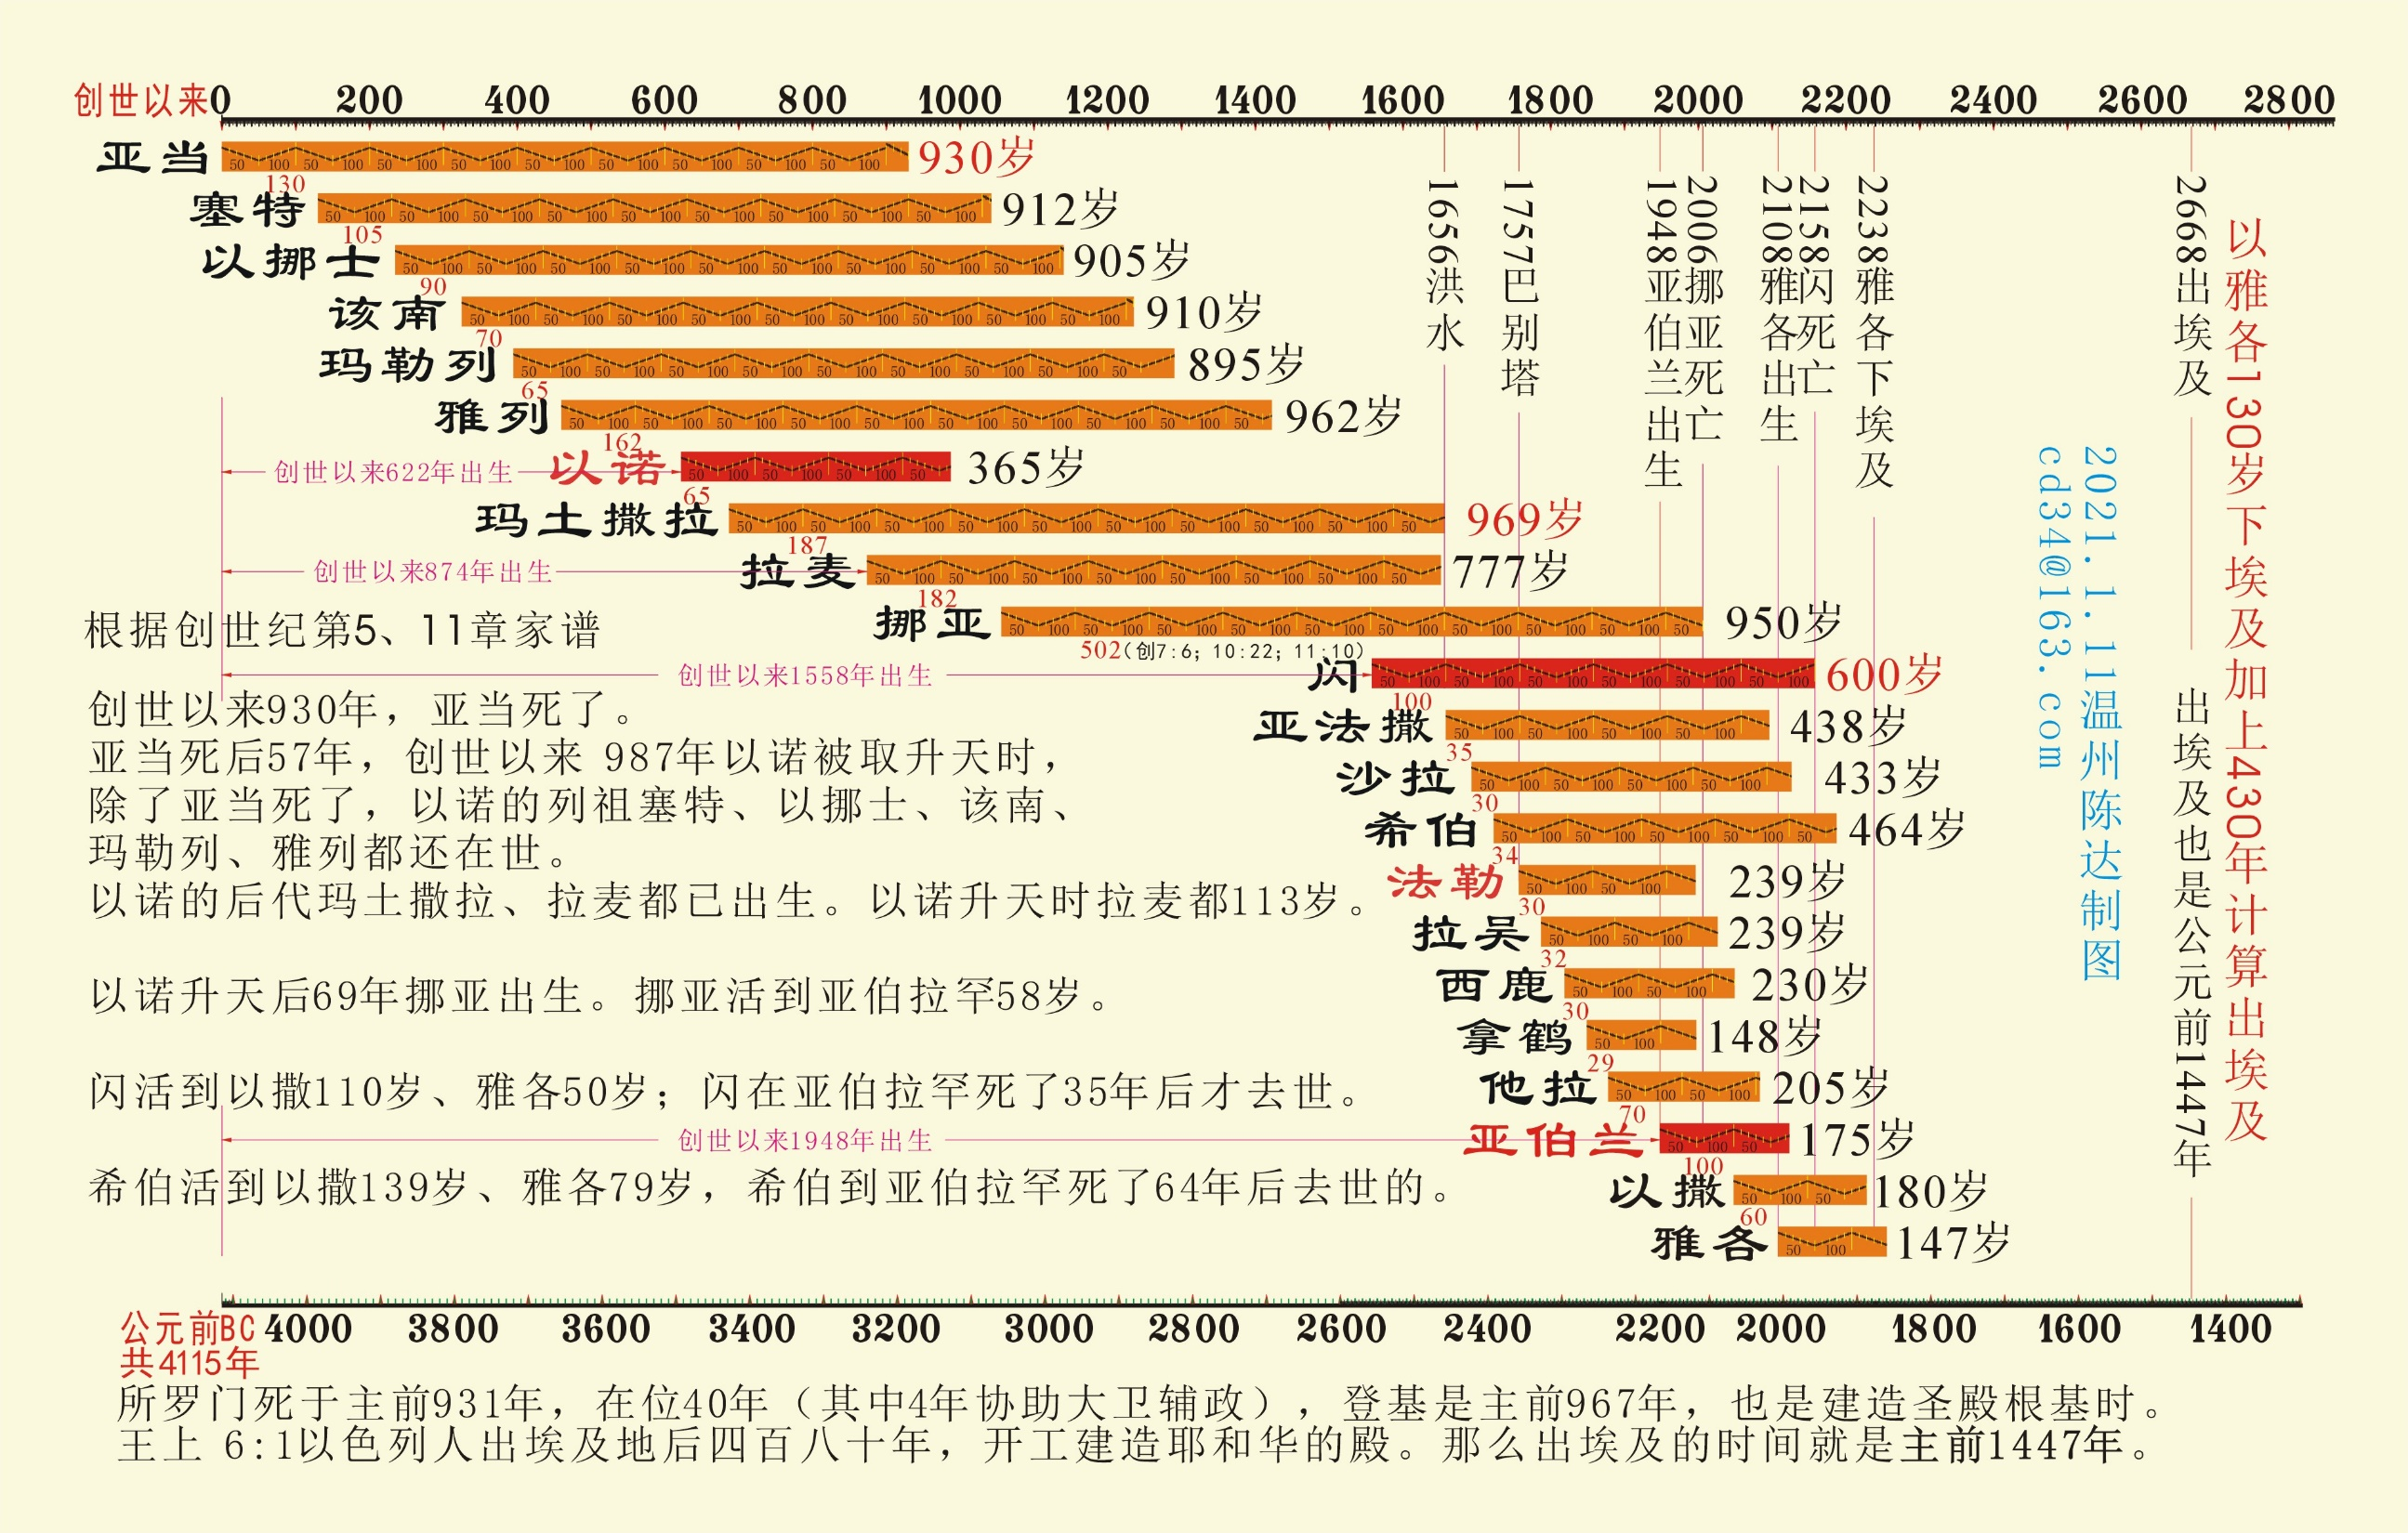 创世以来0 200 400 600 800 1000 1200 1400 1600 1800 2000 2200 2400 2600 2800
亚当 930岁
130
塞特 912岁
105
以挪士 905岁
90
该南 910岁
70
玛勒列 895岁
65
雅列 962岁
162
创世以来622年出生 以诺 365岁
65
玛土撒拉 969岁
187
创世以来874年出生 拉麦 777岁
182
挪亚 950岁
502(创7:6; 10:22; 11:10)
创世以来1558年出生 闪 600岁
100
亚法撒 438岁
35
沙拉 433岁
30
希伯 464岁
34
法勒 239岁
30
拉吴 239岁
32
西鹿 230岁
30
拿鹤 148岁
29
他拉 205岁
70
创世以来1948年出生 亚伯兰 175岁
100
以撒 180岁
60
雅各 147岁
1656洪水
1757巴别塔
1948亚伯兰出生
2006挪亚死亡
2108雅各出生
2158闪死亡
2238雅各下埃及
2668出埃及
出埃及也是公元前1447年
以雅各130岁下埃及加上430年计算出埃及
2021.1.11温州陈达制图
cd34@163.com
根据创世纪第5、11章家谱
创世以来930年，亚当死了。
亚当死后57年，创世以来 987年以诺被取升天时，
除了亚当死了，以诺的列祖塞特、以挪士、该南、
玛勒列、雅列都还在世。
以诺的后代玛土撒拉、拉麦都已出生。以诺升天时拉麦都113岁。
以诺升天后69年挪亚出生。挪亚活到亚伯拉罕58岁。
闪活到以撒110岁、雅各50岁；闪在亚伯拉罕死了35年后才去世。
希伯活到以撒139岁、雅各79岁，希伯到亚伯拉罕死了64年后去世的。
公元前BC 4000 3800 3600 3400 3200 3000 2800 2600 2400 2200 2000 1800 1600 1400
共4115年
所罗门死于主前931年，在位40年（其中4年协助大卫辅政），登基是主前967年，也是建造圣殿根基时。
王上 6:1以色列人出埃及地后四百八十年，开工建造耶和华的殿。那么出埃及的时间就是主前1447年。